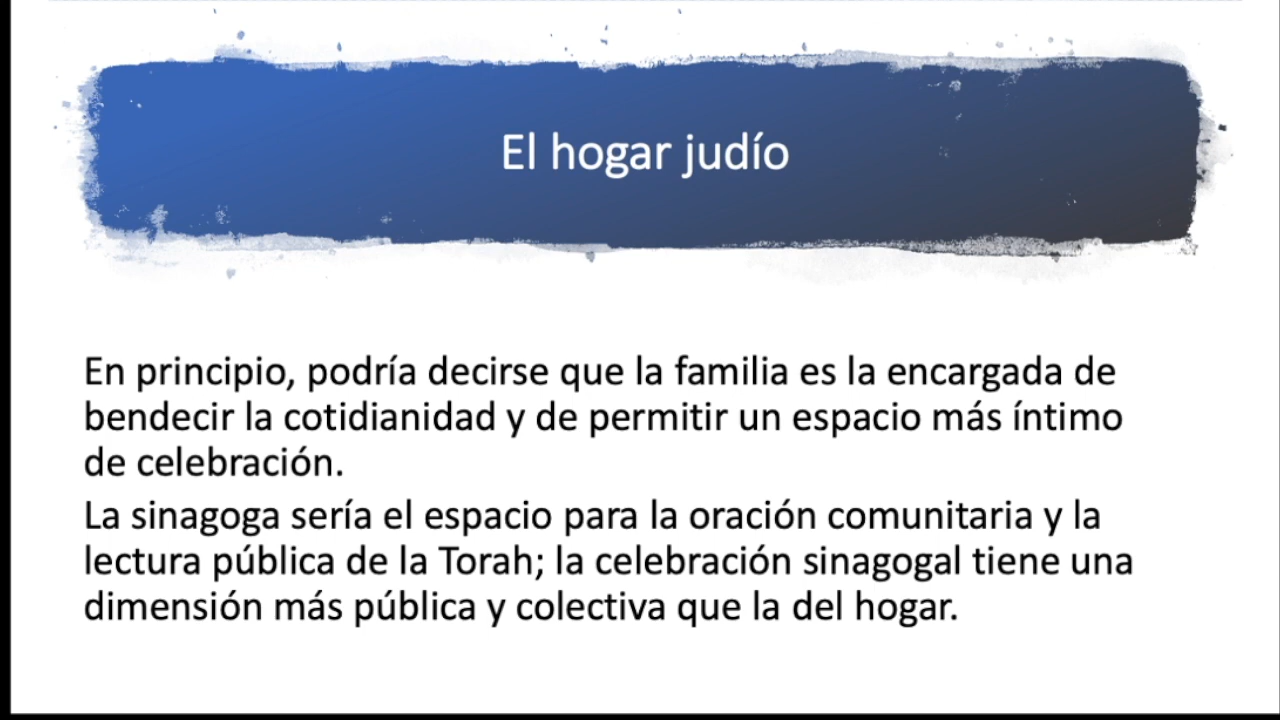 El hogar judío
En principio, podría decirse que la familia es la encargada de
bendecir la cotidianidad y de permitir un espacio más íntimo
de celebración.
La sinagoga sería el espacio para la oración comunitaria y la
lectura pública de la Torah; la celebración sinagogal tiene una
dimensión más pública y colectiva que la del hogar.